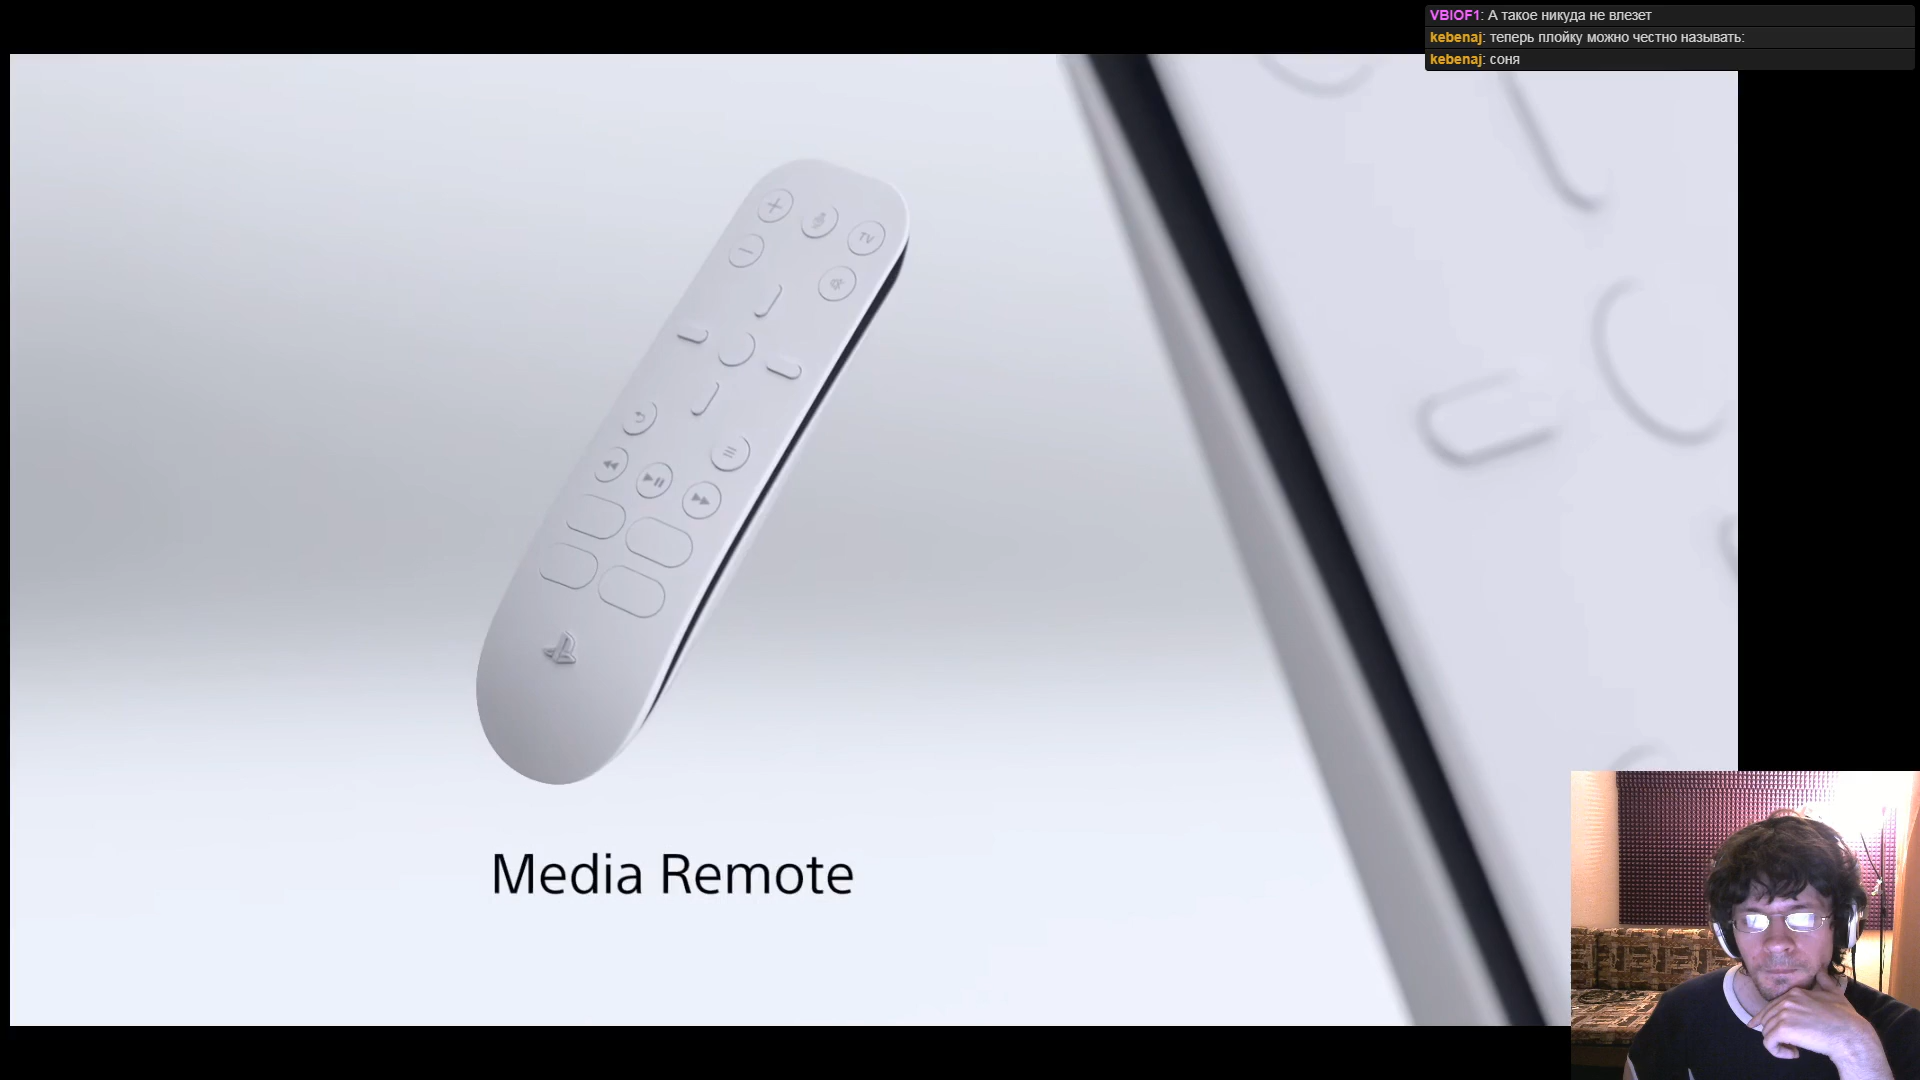 VBIOF1: А такое никуда не влезет
kebenaj: теперь плойку можно честно называть:
kebenaj: соня
TV
Media Remote